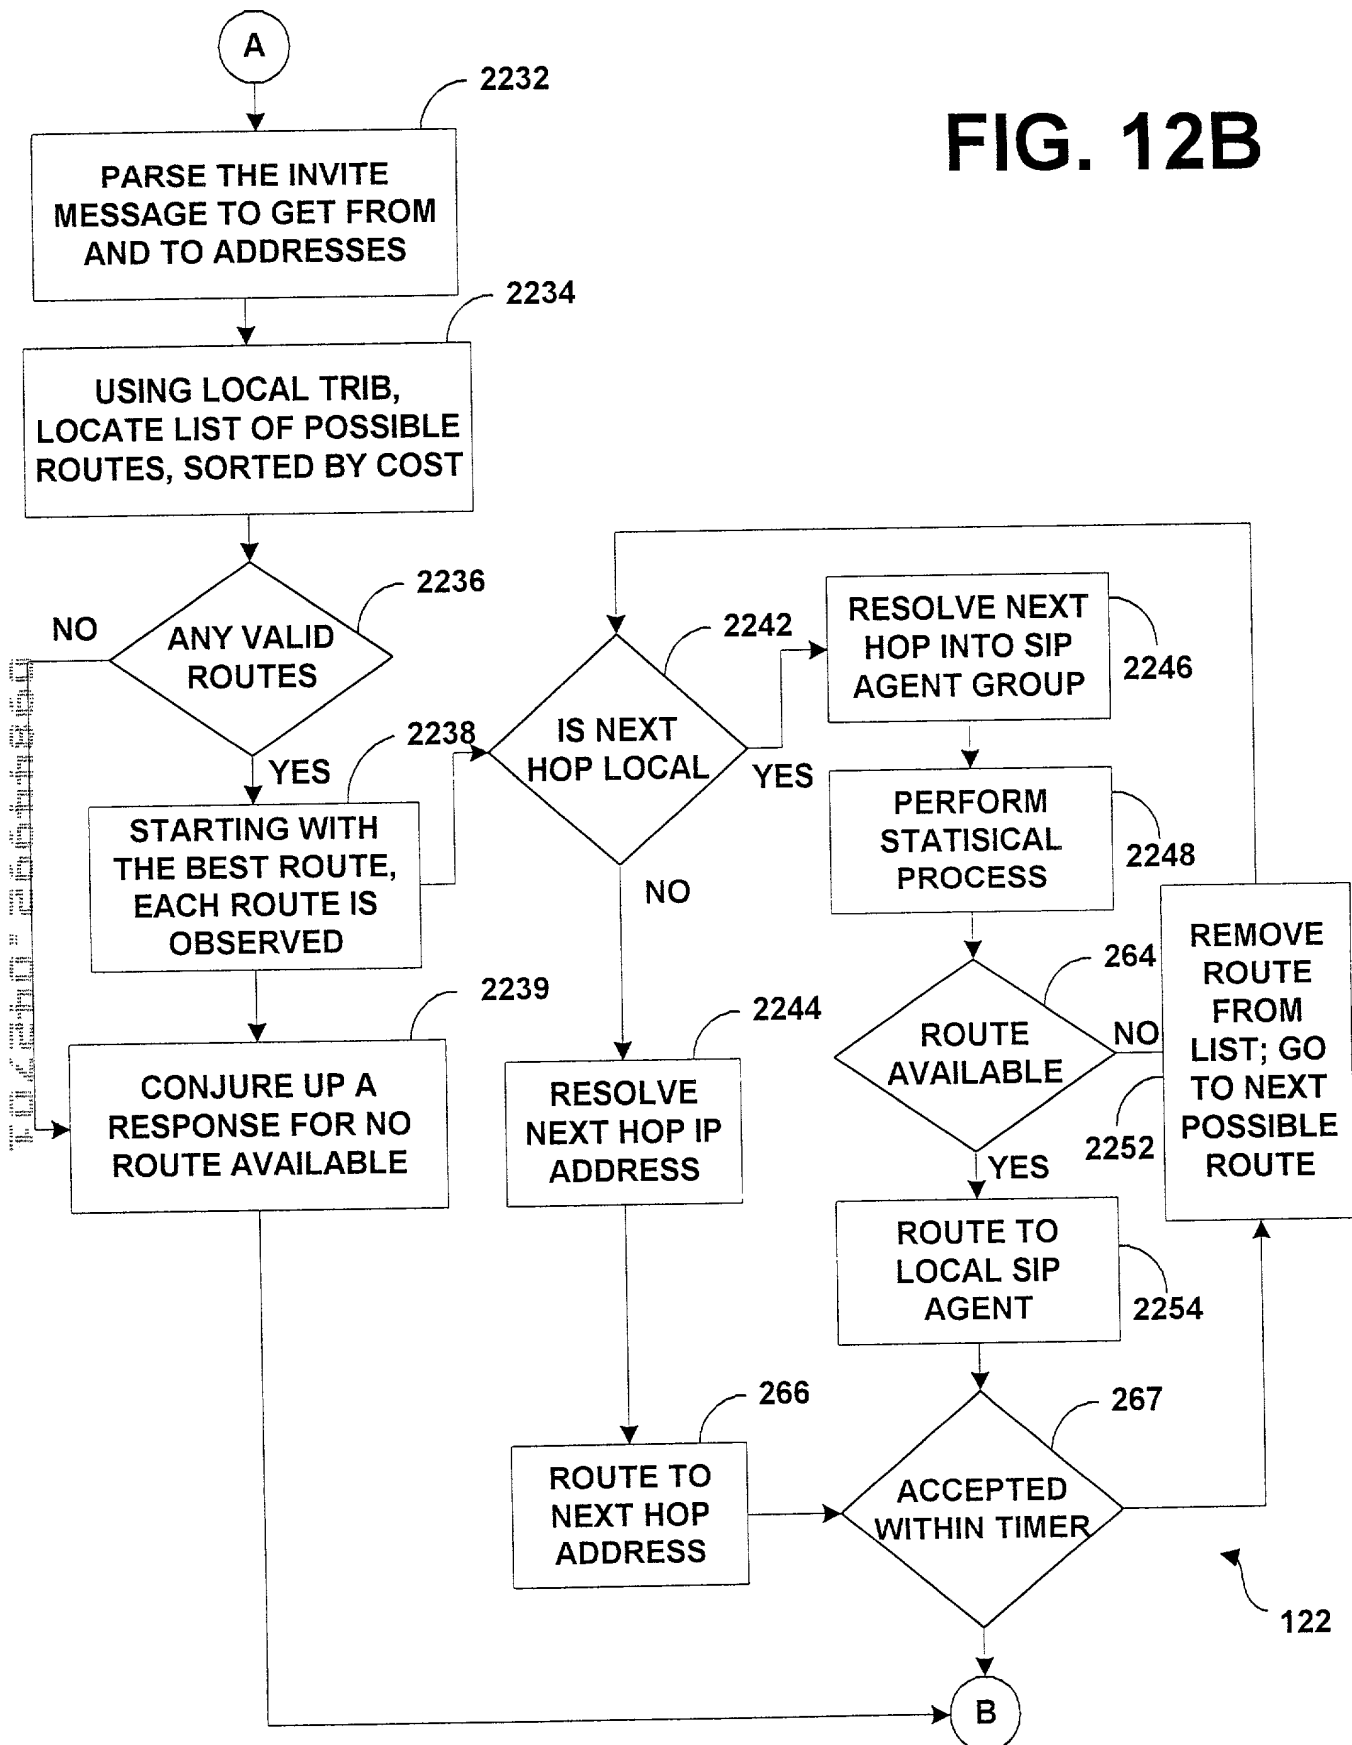 A
2232
FIG. 12B
PARSE THE INVITE
MESSAGE TO GET FROM
AND TO ADDRESSES
2234
USING LOCAL TRIB,
LOCATE LIST OF POSSIBLE
ROUTES, SORTED BY COST
2236
NO
ANY VALID
ROUTES
YES
2238
STARTING WITH
THE BEST ROUTE,
EACH ROUTE IS
OBSERVED
2239
CONJURE UP A
RESPONSE FOR NO
ROUTE AVAILABLE
2242
IS NEXT
HOP LOCAL
YES
NO
2244
RESOLVE
NEXT HOP IP
ADDRESS
266
ROUTE TO
NEXT HOP
ADDRESS
RESOLVE NEXT
HOP INTO SIP
AGENT GROUP
2246
PERFORM
STATISICAL
PROCESS
2248
264
ROUTE
AVAILABLE
NO
YES
REMOVE
ROUTE
FROM
LIST; GO
TO NEXT
POSSIBLE
ROUTE
2252
ROUTE TO
LOCAL SIP
AGENT
2254
267
ACCEPTED
WITHIN TIMER
122
B